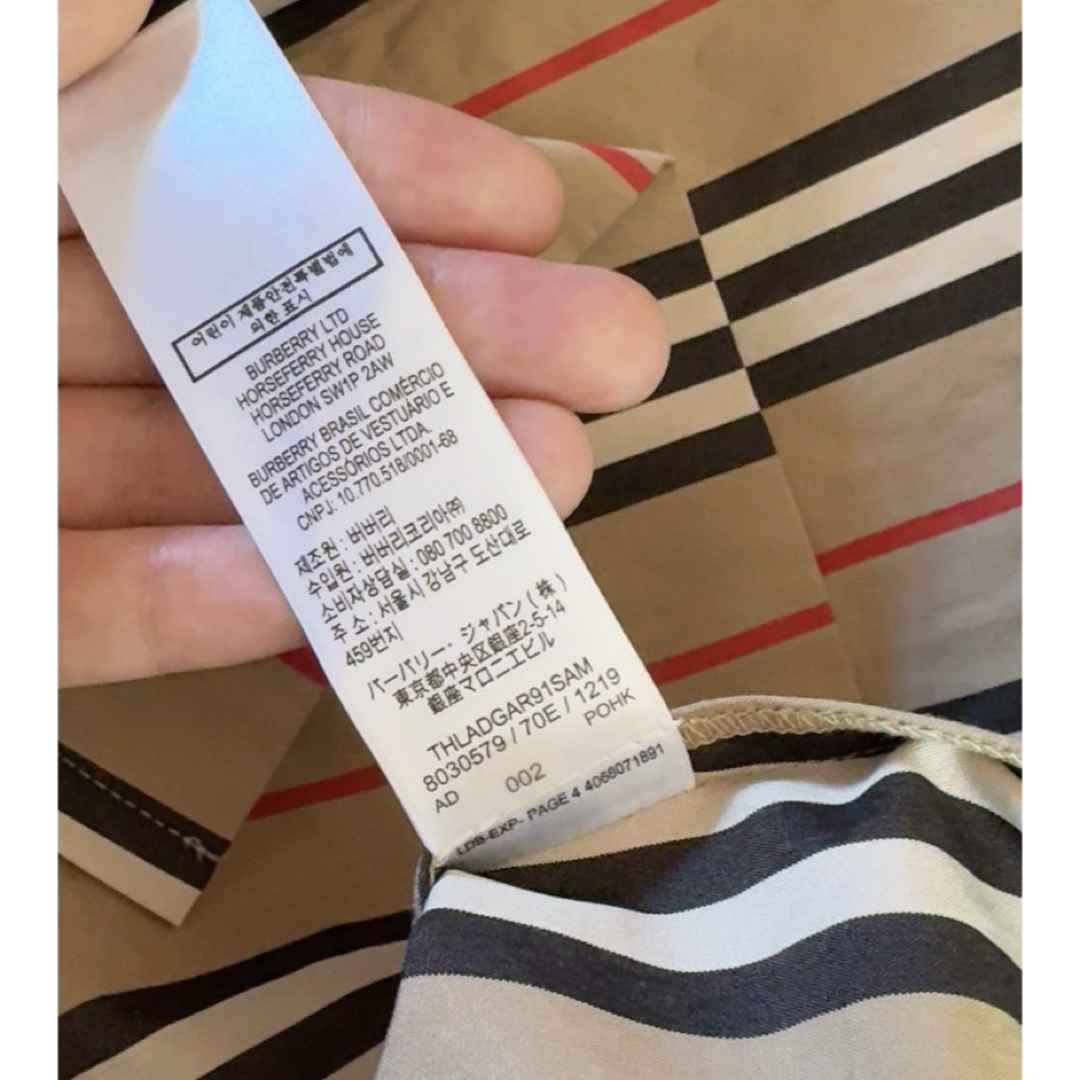 어린이 제품안전특별법에
의한 표시
BURBERRY LTD
HORSEFERRY HOUSE
HORSEFERRY ROAD
LONDON SW1P 2AW
BURBERRY BRASIL COMÉRCIO
DE ARTIGOS DE VESTUÁRIO E
ACESSÓRIOS LTDA.
CNPJ: 10.770.518/0001-68
제조원 : 버버리
수입원 : 버버리코리아㈜
소비자상담실 : 080 700 8800
주 소 : 서울시 강남구 도산대로
459번지
バーバリー・ジャパン ( 株 )
東京都中央区銀座2-5-14
銀座マロニエビル
THLADGAR91SAM
8030579 / 70E / 1219
AD 002 POHK
LDB-EXP- PAGE 4 4068071891